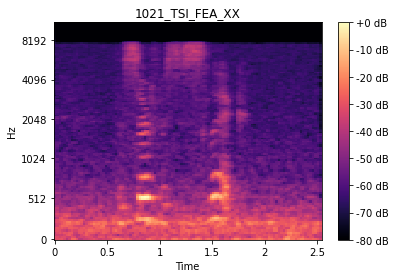 1021_TSI_FEA_XX
+0 dB
8192
-10 dB
4096
-20 dB
-30 dB
2048
Hz
-40 dB
1024
-50 dB
512
-60 dB
-70 dB
0
-80 dB
0 0.5 1 1.5 2 2.5
Time